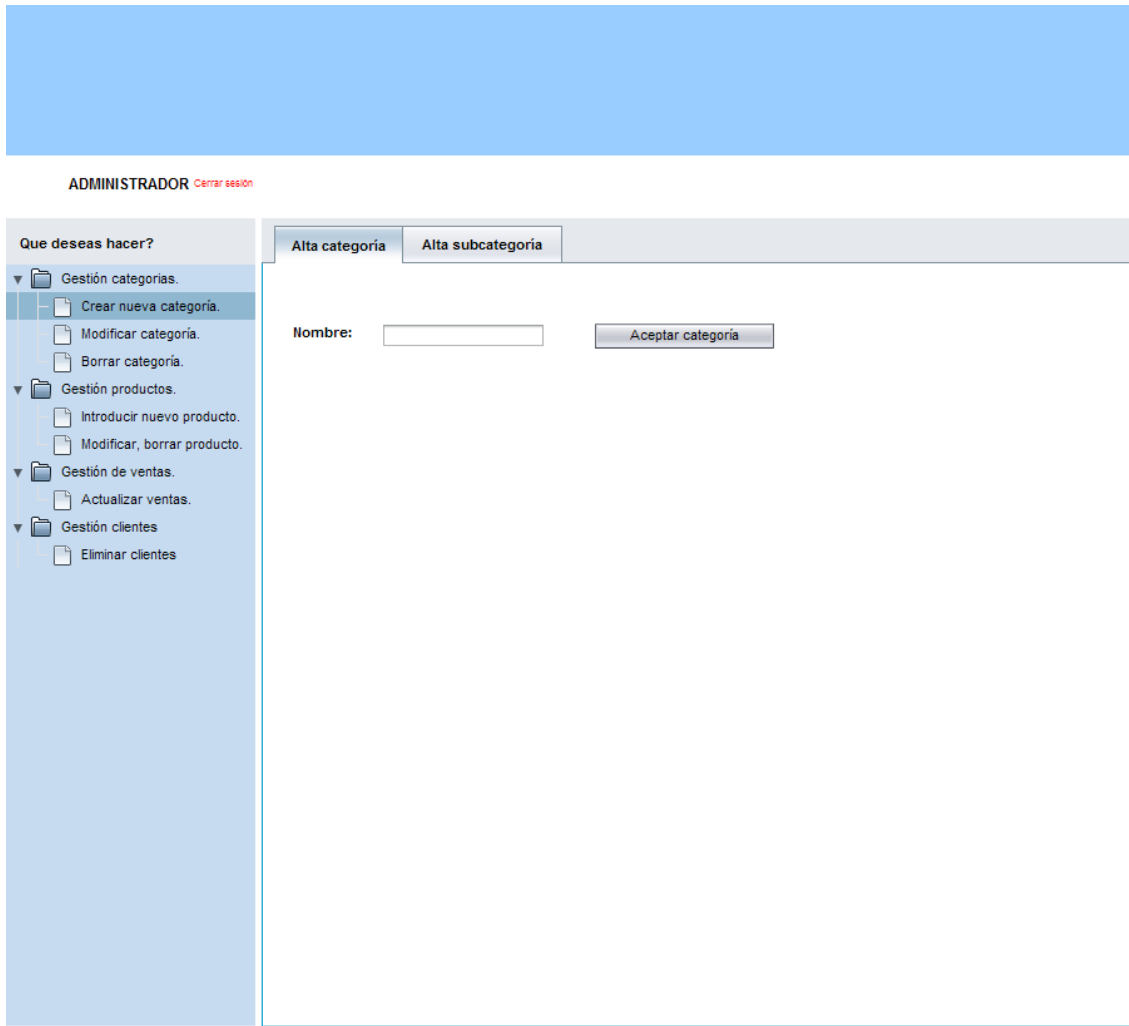 ADMINISTRADOR Cerrar sesión
Que deseas hacer?
Gestión categorias.
Crear nueva categoría.
Modificar categoría.
Borrar categoría.
Gestión productos.
Introducir nuevo producto.
Modificar, borrar producto.
Gestión de ventas.
Actualizar ventas.
Gestión clientes
Eliminar clientes
Alta categoría
Alta subcategoría
Nombre:
Aceptar categoría